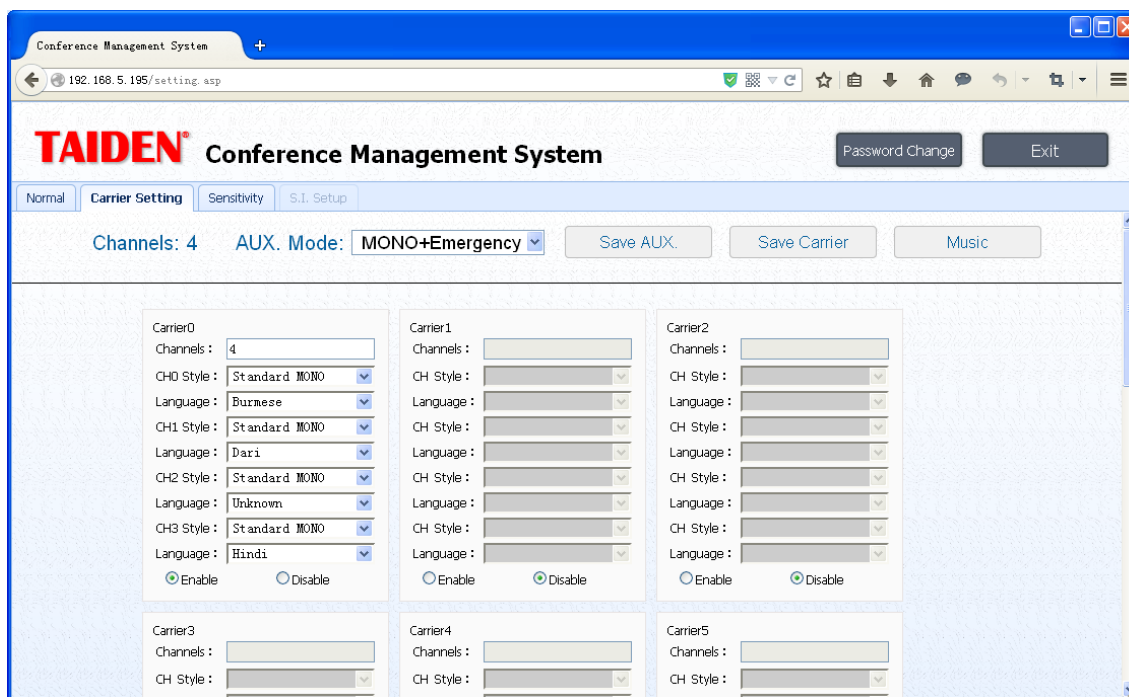 Conference Management System
192.168.5.195/setting.asp
TAIDEN® Conference Management System
Password Change Exit
Normal Carrier Setting Sensitivity S.I. Setup
Channels: 4 AUX. Mode: MONO+Emergency Save AUX. Save Carrier Music
Carrier0
Channels: 4
CH0 Style: Standard MONO
Language: Burmese
CH1 Style: Standard MONO
Language: Dari
CH2 Style: Standard MONO
Language: Unknown
CH3 Style: Standard MONO
Language: Hindi
Enable Disable
Carrier1
Channels:
CH Style:
Language:
CH Style:
Language:
CH Style:
Language:
CH Style:
Language:
Enable Disable
Carrier2
Channels:
CH Style:
Language:
CH Style:
Language:
CH Style:
Language:
CH Style:
Language:
Enable Disable
Carrier3
Channels:
CH Style:
Carrier4
Channels:
CH Style:
Carrier5
Channels:
CH Style: